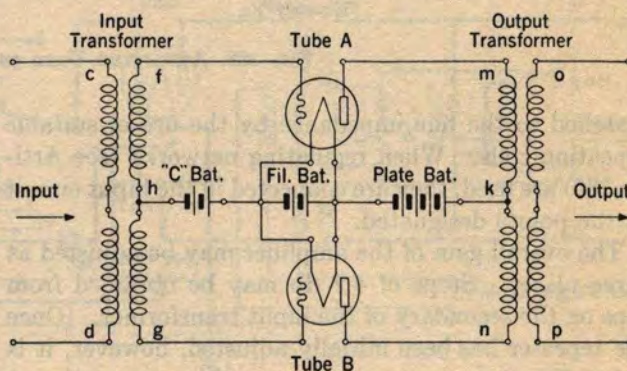 Input Transformer
Tube A
Output Transformer
c
f
m
o
"C" Bat.
Fil. Bat.
Plate Bat.
Input
h
Output
d
g
n
p
Tube B